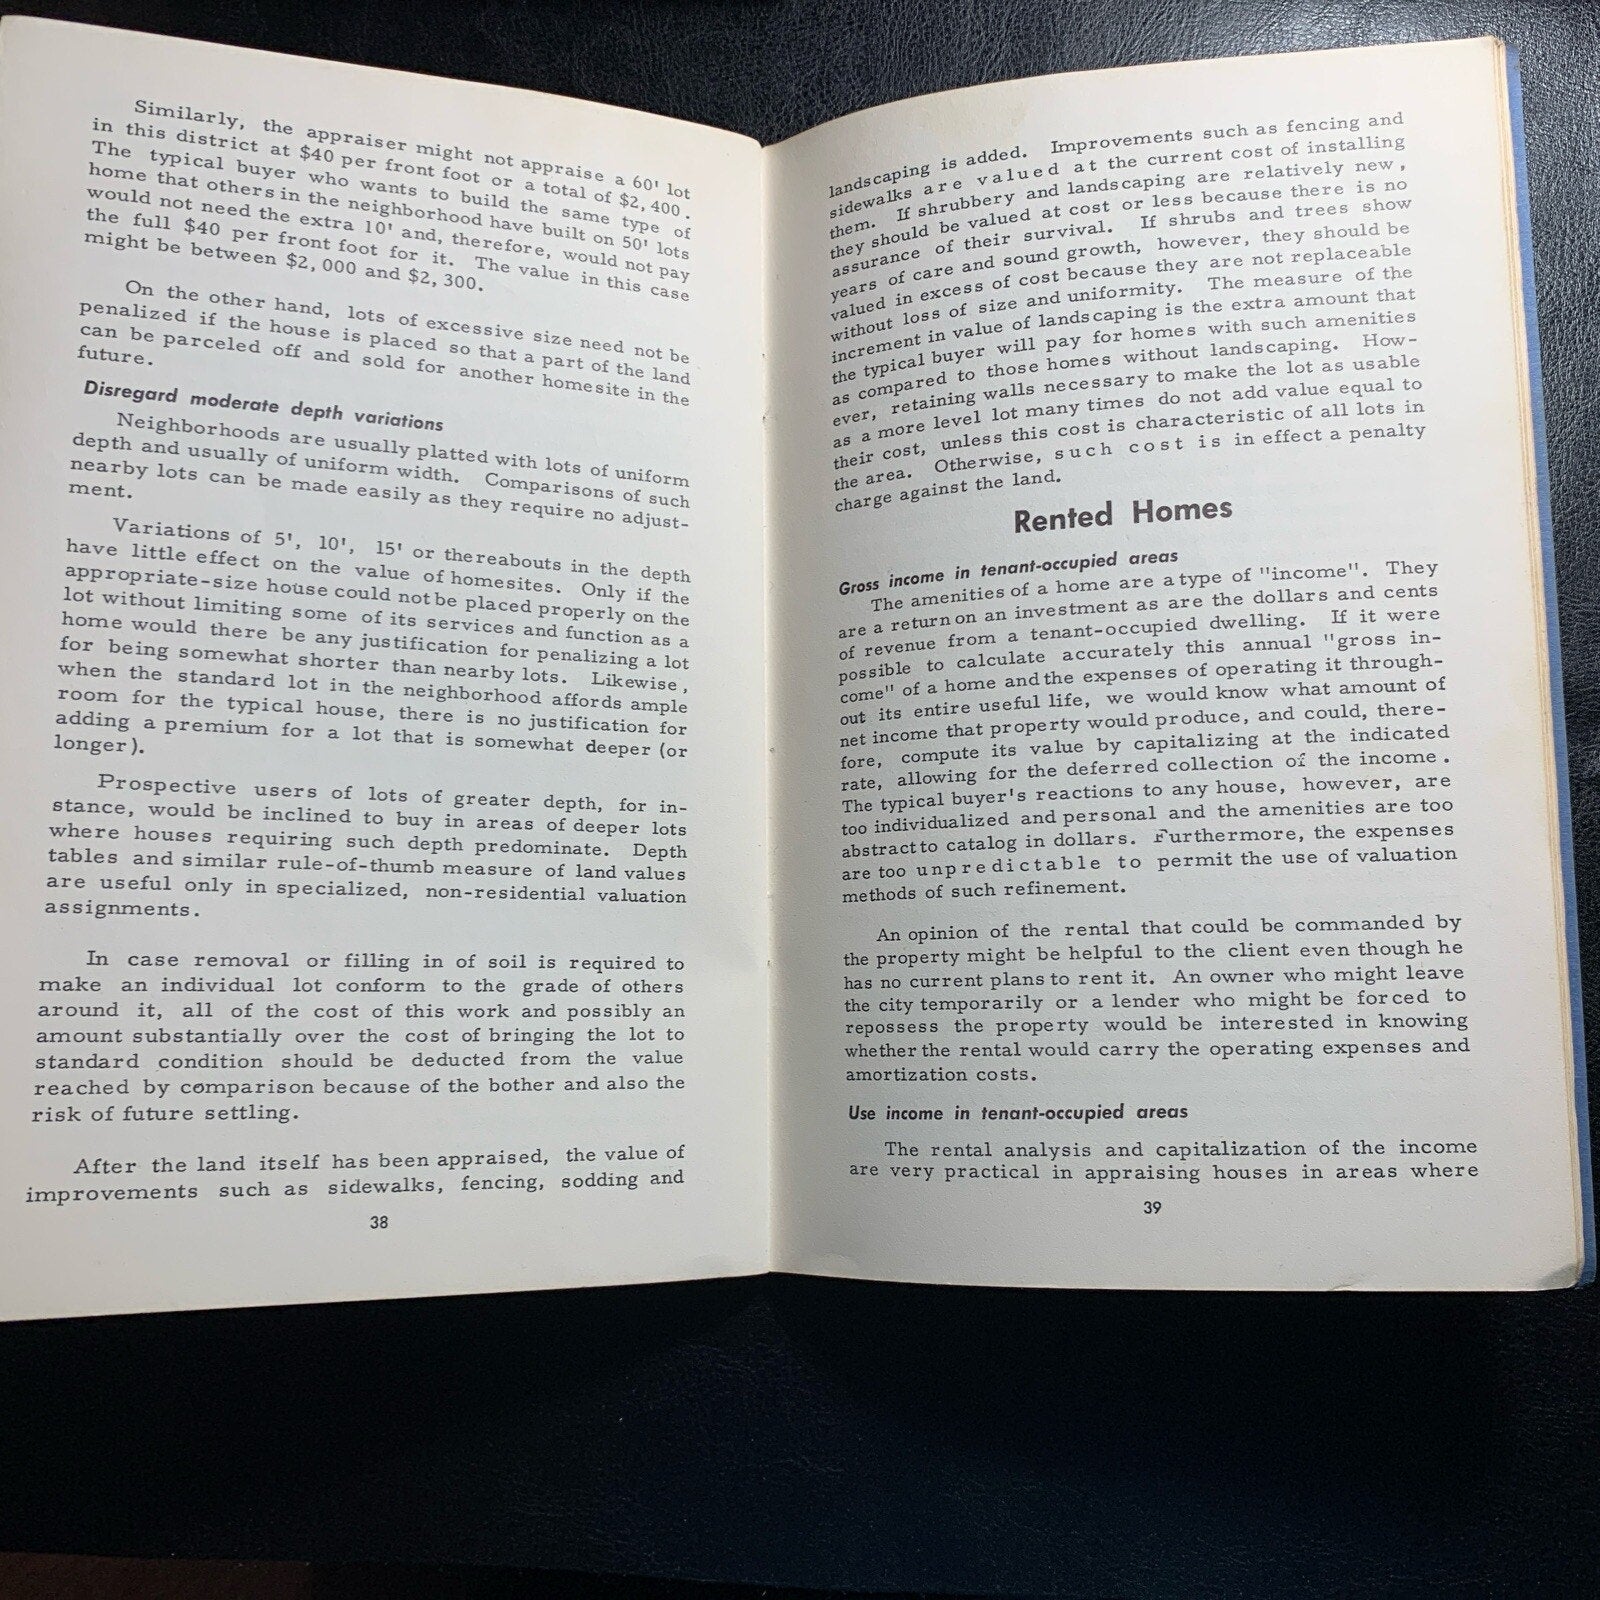 Similarly, the appraiser might not appraise a 60' lot
in this district at $40 per front foot or a total of $2,400.
The typical buyer who wants to build the same type of
home that others in the neighborhood have built on 50' lots
would not need the extra 10' and, therefore, would not pay
the full $40 per front foot for it. The value in this case
might be between $2,000 and $2,300.
On the other hand, lots of excessive size need not be
penalized if the house is placed so that a part of the land
can be parceled off and sold for another homesite in the
future.
Disregard moderate depth variations
Neighborhoods are usually platted with lots of uniform
depth and usually of uniform width. Comparisons of such
nearby lots can be made easily as they require no adjust-
ment.
Variations of 5', 10', 15' or thereabouts in the depth
have little effect on the value of homesites. Only if the
appropriate-size house could not be placed properly on the
lot without limiting some of its services and function as a
home would there be any justification for penalizing a lot
for being somewhat shorter than nearby lots. Likewise,
when the standard lot in the neighborhood affords ample
room for the typical house, there is no justification for
adding a premium for a lot that is somewhat deeper (or
longer).
Prospective users of lots of greater depth, for in-
stance, would be inclined to buy in areas of deeper lots
where houses requiring such depth predominate. Depth
tables and similar rule-of-thumb measure of land values
are useful only in specialized, non-residential valuation
assignments.
In case removal or filling in of soil is required to
make an individual lot conform to the grade of others
around it, all of the cost of this work and possibly an
amount substantially over the cost of bringing the lot to
standard condition should be deducted from the value
reached by comparison because of the bother and also the
risk of future settling.
After the land itself has been appraised, the value of
improvements such as sidewalks, fencing, sodding and
38
landscaping is added. Improvements such as fencing and
sidewalks are valued at the current cost of installing
them. If shrubbery and landscaping are relatively new,
they should be valued at cost or less because there is no
assurance of their survival. If shrubs and trees show
years of care and sound growth, however, they should be
valued in excess of cost because they are not replaceable
without loss of size and uniformity. The measure of the
increment in value of landscaping is the extra amount that
the typical buyer will pay for homes with such amenities
as compared to those homes without landscaping. How-
ever, retaining walls necessary to make the lot as usable
as a more level lot many times do not add value equal to
their cost, unless this cost is characteristic of all lots in
the area. Otherwise, such cost is in effect a penalty
charge against the land.
Rented Homes
Gross income in tenant-occupied areas
The amenities of a home are a type of "income". They
are a return on an investment as are the dollars and cents
of revenue from a tenant-occupied dwelling. If it were
possible to calculate accurately this annual "gross in-
come" of a home and the expenses of operating it through-
out its entire useful life, we would know what amount of
net income that property would produce, and could, there-
fore, compute its value by capitalizing at the indicated
rate, allowing for the deferred collection of the income.
The typical buyer's reactions to any house, however, are
too individualized and personal and the amenities are too
abstract to catalog in dollars. Furthermore, the expenses
are too unpredictable to permit the use of valuation
methods of such refinement.
An opinion of the rental that could be commanded by
the property might be helpful to the client even though he
has no current plans to rent it. An owner who might leave
the city temporarily or a lender who might be forced to
repossess the property would be interested in knowing
whether the rental would carry the operating expenses and
amortization costs.
Use income in tenant-occupied areas
The rental analysis and capitalization of the income
are very practical in appraising houses in areas where
39